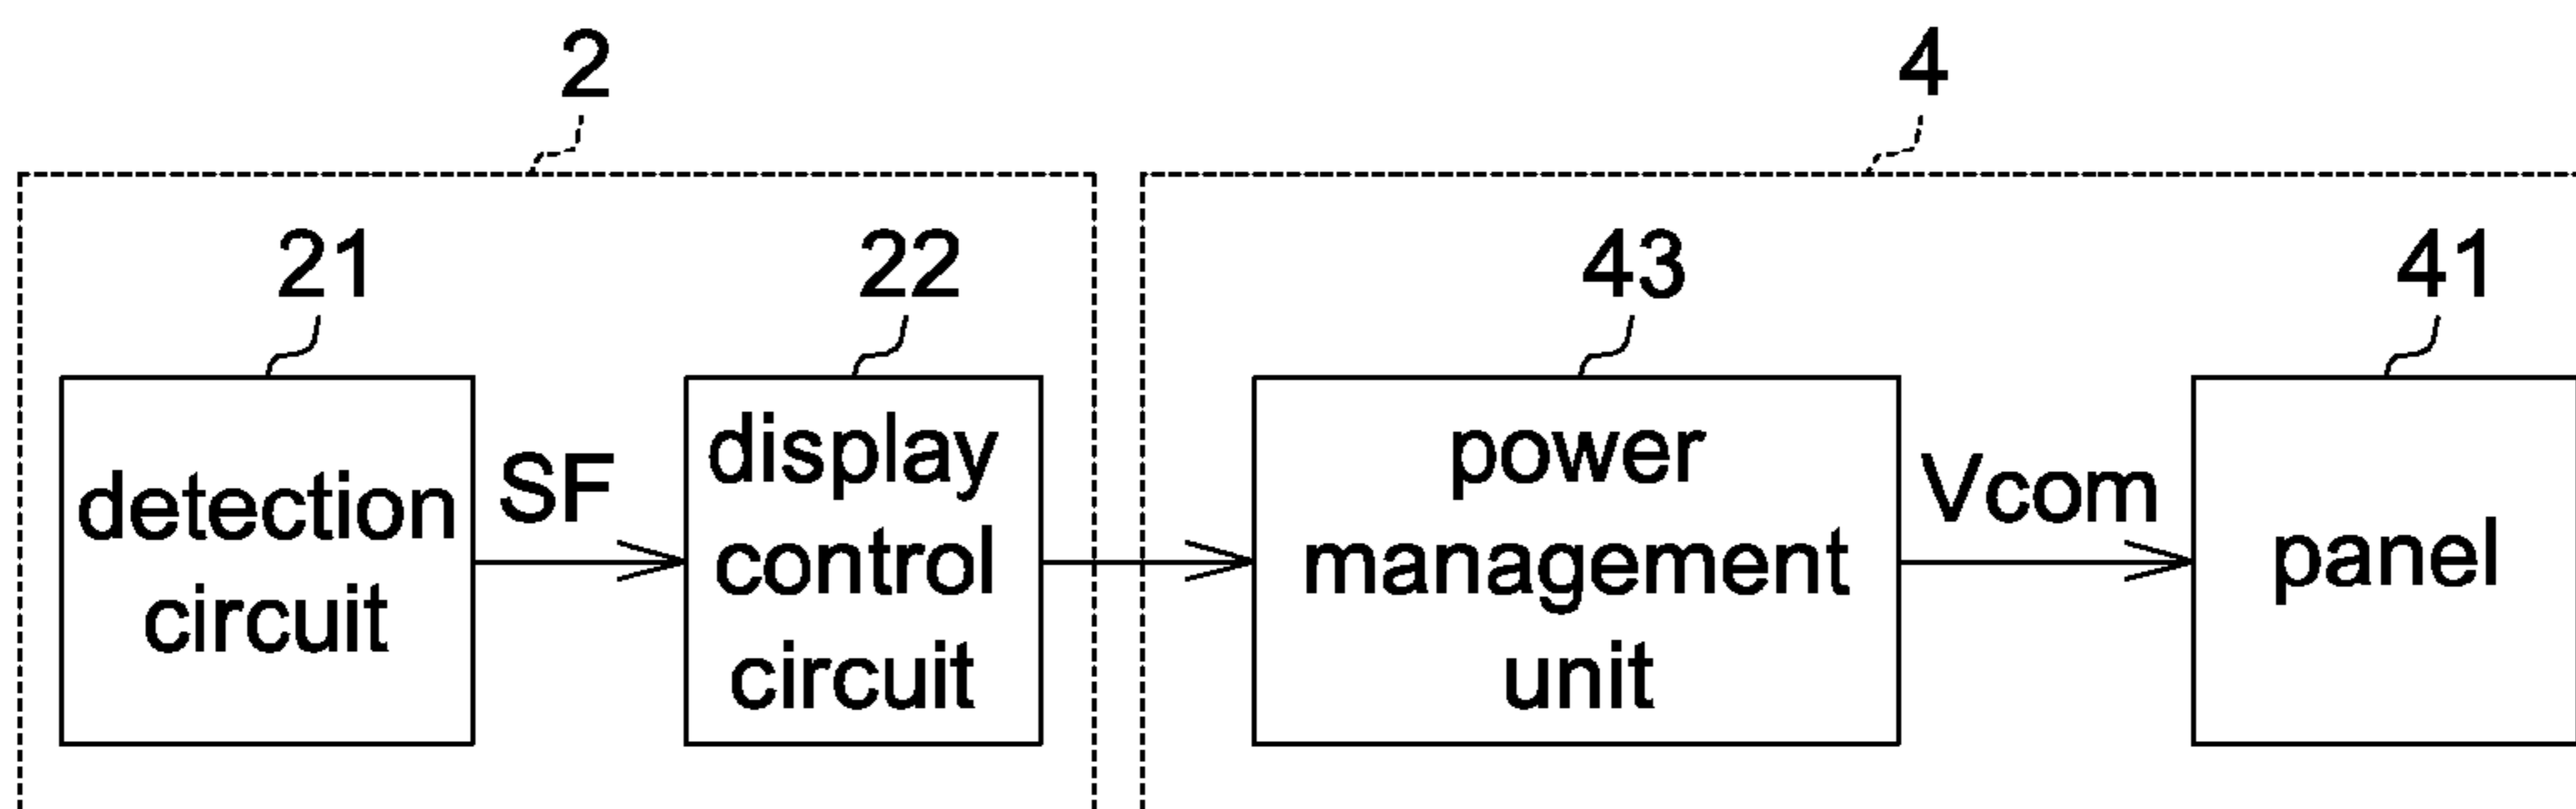 2
4
21
22
43
41
detection
circuit
SF
display
control
circuit
power
management
unit
Vcom
panel